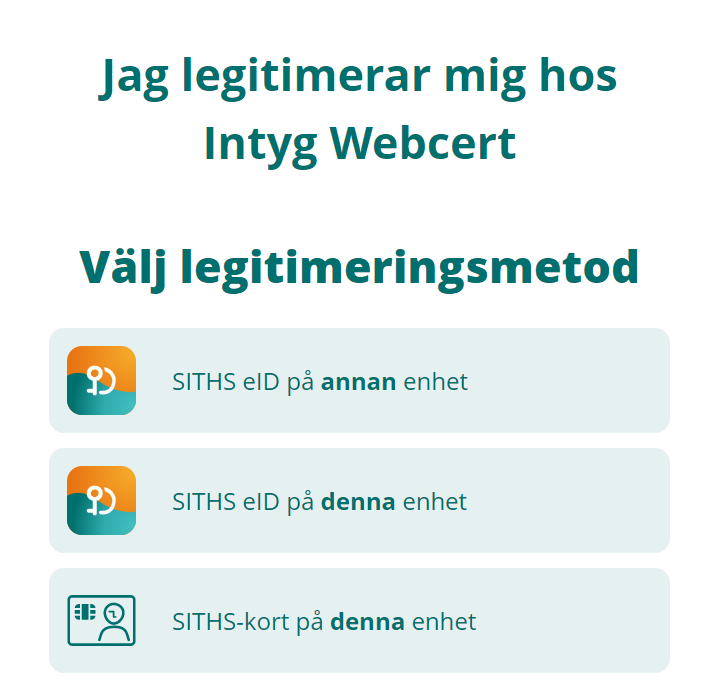 Jag legitimerar mig hos
Intyg Webcert
Välj legitimeringsmetod
SITHS eID på annan enhet
SITHS eID på denna enhet
SITHS-kort på denna enhet